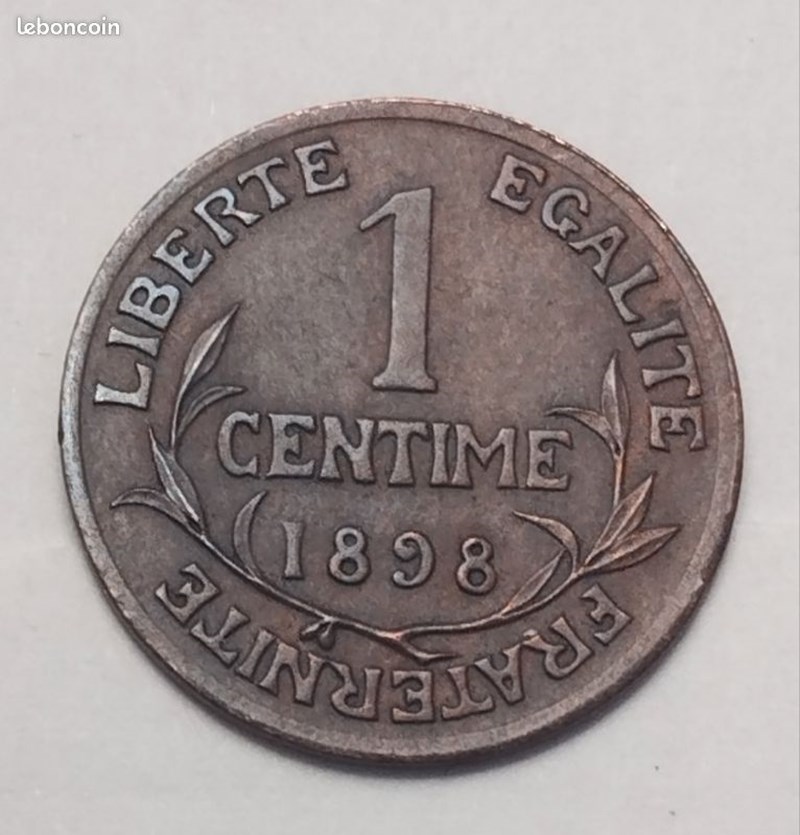 leboncoin
LIBERTE EGALITE
1
CENTIME
1898
FRATERNITE